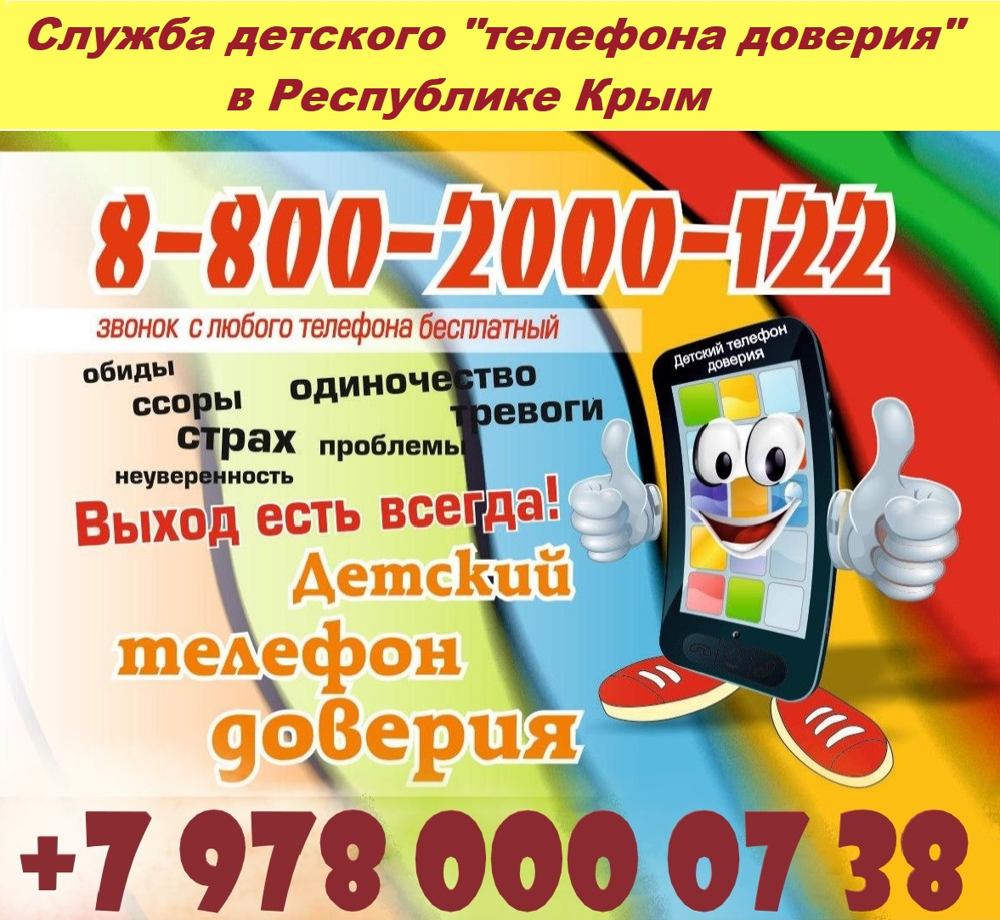 Служба детского "телефона доверия"
в Республике Крым
8-800-2000-122
звонок с любого телефона бесплатный
обиды
ссоры одиночество
страх тревоги
проблемы
неуверенность
Выход есть всегда!
Детский
телефон
доверия
Детский телефон
доверия
+7 978 000 07 38